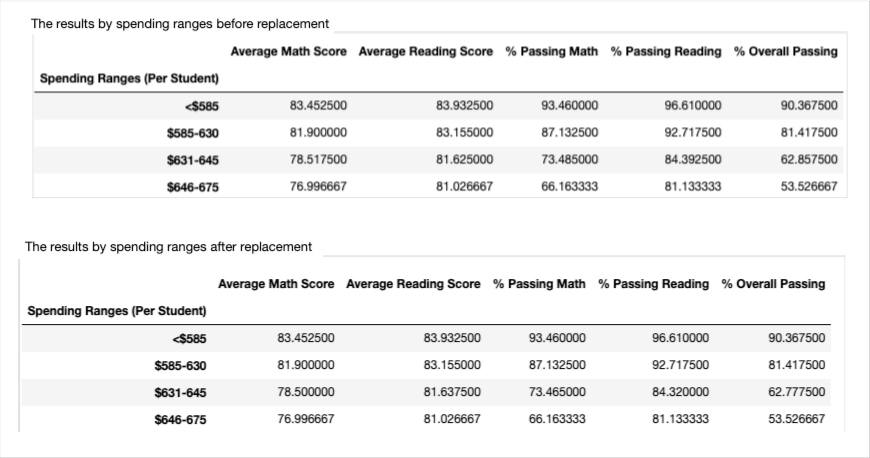 The results by spending ranges before replacement
Average Math Score Average Reading Score % Passing Math % Passing Reading % Overall Passing
Spending Ranges (Per Student)
<$585 83.452500 83.932500 93.460000 96.610000 90.367500
$585-630 81.900000 83.155000 87.132500 92.717500 81.417500
$631-645 78.517500 81.625000 73.485000 84.392500 62.857500
$646-675 76.996667 81.026667 66.163333 81.133333 53.526667
The results by spending ranges after replacement
Average Math Score Average Reading Score % Passing Math % Passing Reading % Overall Passing
Spending Ranges (Per Student)
<$585 83.452500 83.932500 93.460000 96.610000 90.367500
$585-630 81.900000 83.155000 87.132500 92.717500 81.417500
$631-645 78.500000 81.637500 73.465000 84.320000 62.777500
$646-675 76.996667 81.026667 66.163333 81.133333 53.526667